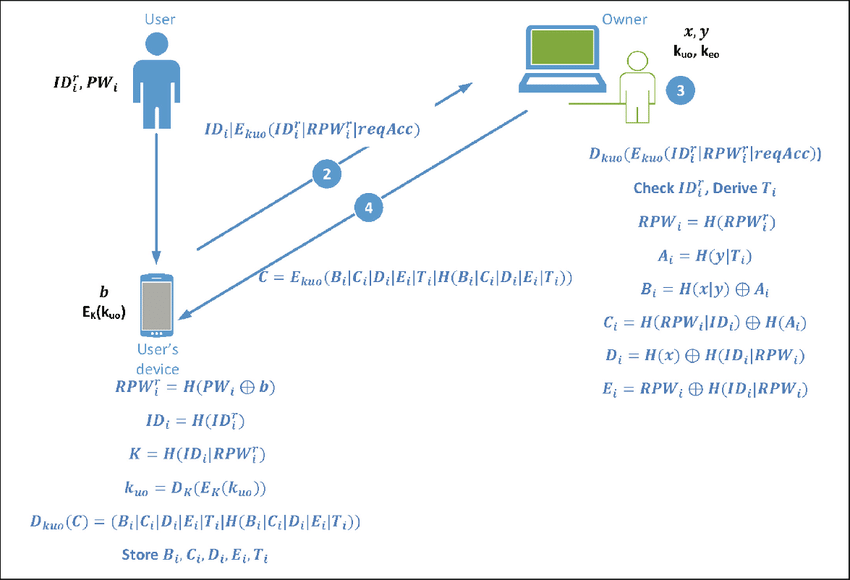 User
Owner
x, y
k_uo, k_eo
ID_i^r, PW_i
3
ID_i|E_kuo(ID_i^r|RPW_i^r|reqAcc)
2
4
D_kuo(E_kuo(ID_i^r|RPW_i^r|reqAcc))
Check ID_i^r, Derive T_i
RPW_i = H(RPW_i^r)
A_i = H(y|T_i)
B_i = H(x|y) ⊕ A_i
C_i = H(RPW_i|ID_i) ⊕ H(A_i)
D_i = H(x) ⊕ H(ID_i|RPW_i)
E_i = RPW_i ⊕ H(ID_i|RPW_i)
C = E_kuo(B_i|C_i|D_i|E_i|T_i|H(B_i|C_i|D_i|E_i|T_i))
b
E_K(k_uo)
User's
device
RPW_i^r = H(PW_i ⊕ b)
ID_i = H(ID_i^r)
K = H(ID_i|RPW_i^r)
k_uo = D_K(E_K(k_uo))
D_kuo(C) = (B_i|C_i|D_i|E_i|T_i|H(B_i|C_i|D_i|E_i|T_i))
Store B_i, C_i, D_i, E_i, T_i